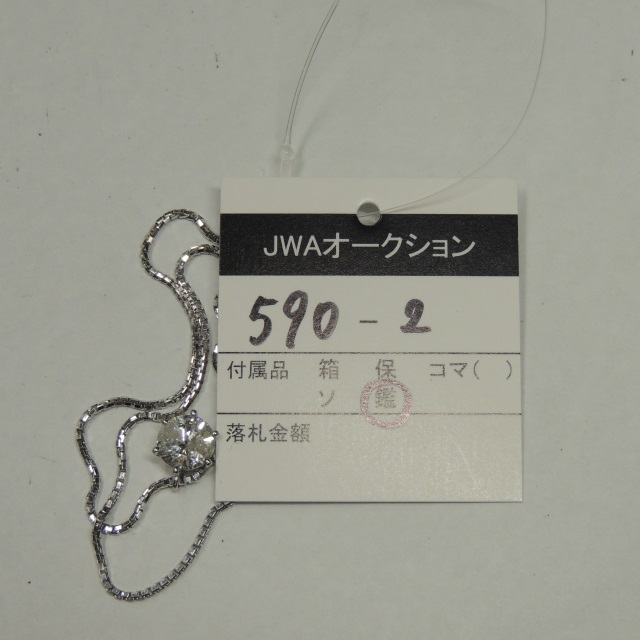 JWAオークション
590-2
付属品 箱 保 コマ( )
ソ 鑑
落札金額